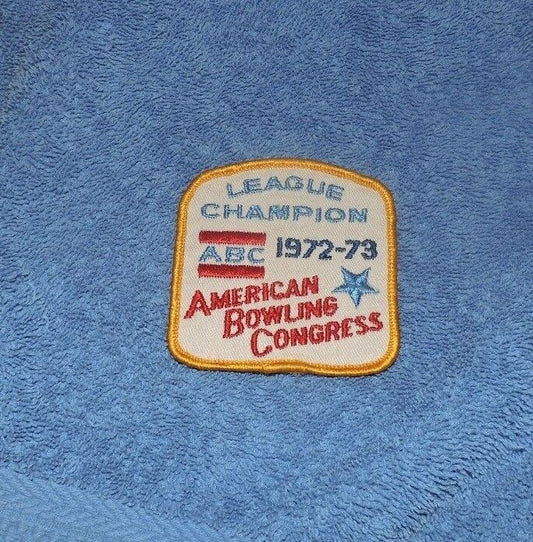 LEAGUE
CHAMPION
ABC 1972-73
AMERICAN
BOWLING
CONGRESS